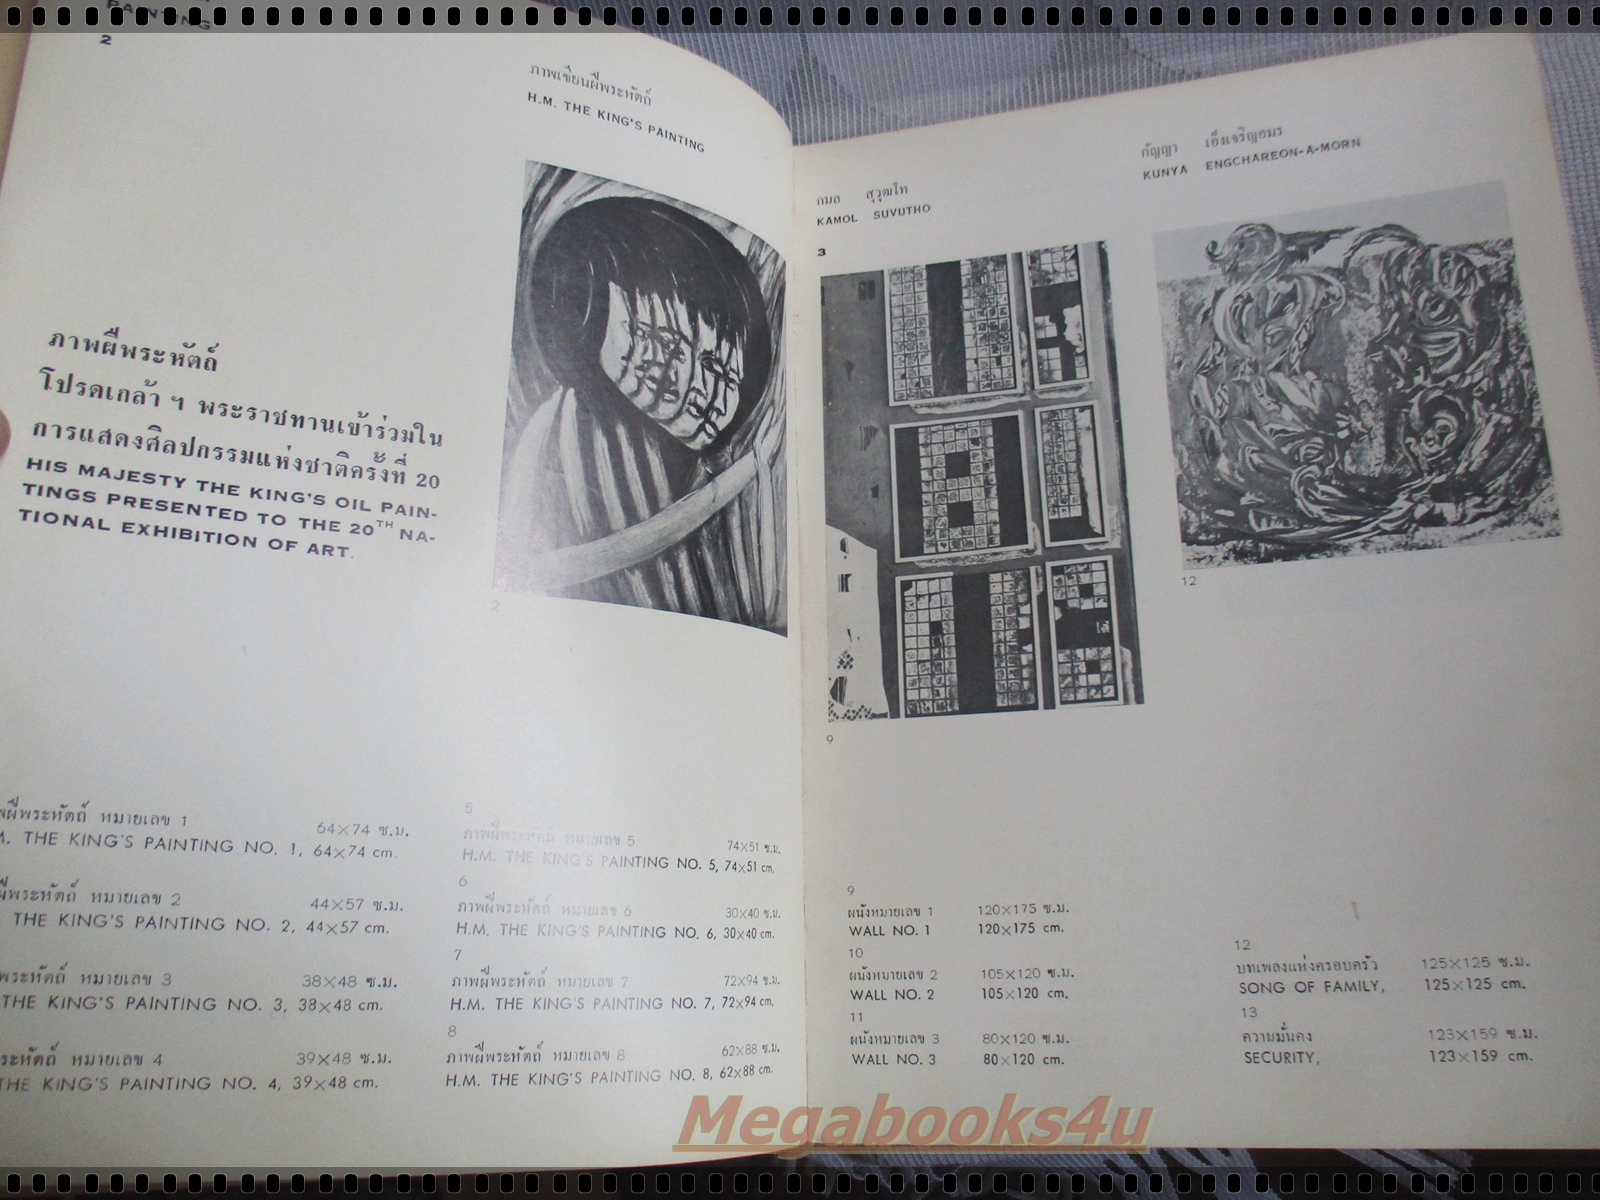 PAINTING
2
ภาพเขียนฝีพระหัตถ์
H.M. THE KING'S PAINTING
ภาพฝีพระหัตถ์
โปรดเกล้า ฯ พระราชทานเข้าร่วมใน
การแสดงศิลปกรรมแห่งชาติครั้งที่ 20
HIS MAJESTY THE KING'S OIL PAIN-
TINGS PRESENTED TO THE 20TH NA-
TIONAL EXHIBITION OF ART.
2
ฝีพระหัตถ์ หมายเลข 1 64×74 ซ.ม.
THE KING'S PAINTING NO. 1, 64×74 cm.
ฝีพระหัตถ์ หมายเลข 2 44×57 ซ.ม.
THE KING'S PAINTING NO. 2, 44×57 cm.
พระหัตถ์ หมายเลข 3 38×48 ซ.ม.
THE KING'S PAINTING NO. 3, 38×48 cm.
ระหัตถ์ หมายเลข 4 39×48 ซ.ม.
THE KING'S PAINTING NO. 4, 39×48 cm.
5
ภาพฝีพระหัตถ์ หมายเลข 5 74×51 ซ.ม.
H.M. THE KING'S PAINTING NO. 5, 74×51 cm.
6
ภาพฝีพระหัตถ์ หมายเลข 6 30×40 ซ.ม.
H.M. THE KING'S PAINTING NO. 6, 30×40 cm.
7
ภาพฝีพระหัตถ์ หมายเลข 7 72×94 ซ.ม.
H.M. THE KING'S PAINTING NO. 7, 72×94 cm.
8
ภาพฝีพระหัตถ์ หมายเลข 8 62×88 ซ.ม.
H.M. THE KING'S PAINTING NO. 8, 62×88 cm.
กมล สุวุฒโท
KAMOL SUVUTHO
3
9
9
ผนังหมายเลข 1 120×175 ซ.ม.
WALL NO. 1 120×175 cm.
10
ผนังหมายเลข 2 105×120 ซ.ม.
WALL NO. 2 105×120 cm.
11
ผนังหมายเลข 3 80×120 ซ.ม.
WALL NO. 3 80×120 cm.
กัญญา เอ็งเจริญอมร
KUNYA ENGCHAREON-A-MORN
12
12
บทเพลงแห่งครอบครัว 125×125 ซ.ม.
SONG OF FAMILY, 125×125 cm.
13
ความมั่นคง 123×159 ซ.ม.
SECURITY, 123×159 cm.
Megabooks4u